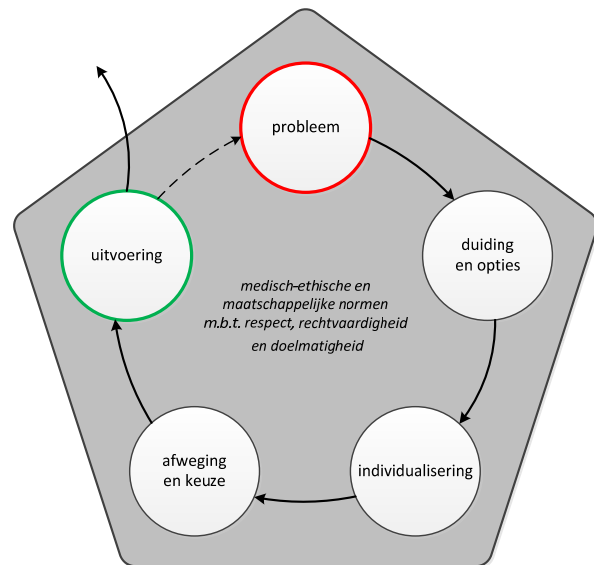 probleem
duiding
en opties
uitvoering
medisch-ethische en
maatschappelijke normen
m.b.t. respect, rechtvaardigheid
en doelmatigheid
afweging
en keuze
individualisering